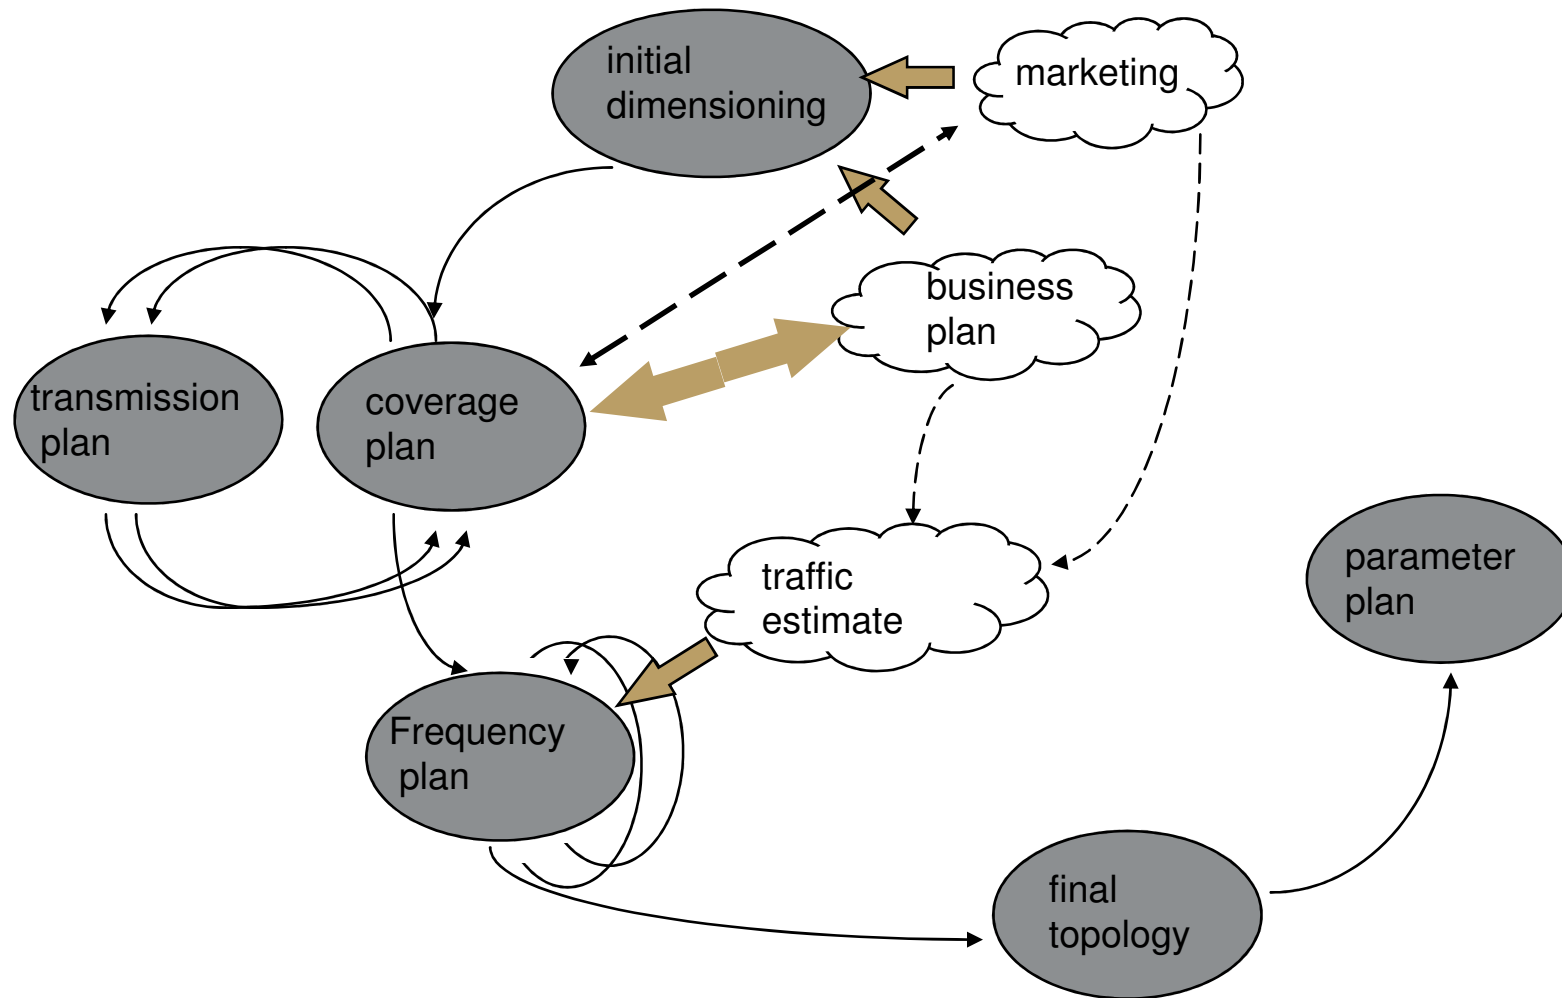 initial
dimensioning
marketing
business
plan
transmission
plan
coverage
plan
traffic
estimate
parameter
plan
Frequency
plan
final
topology